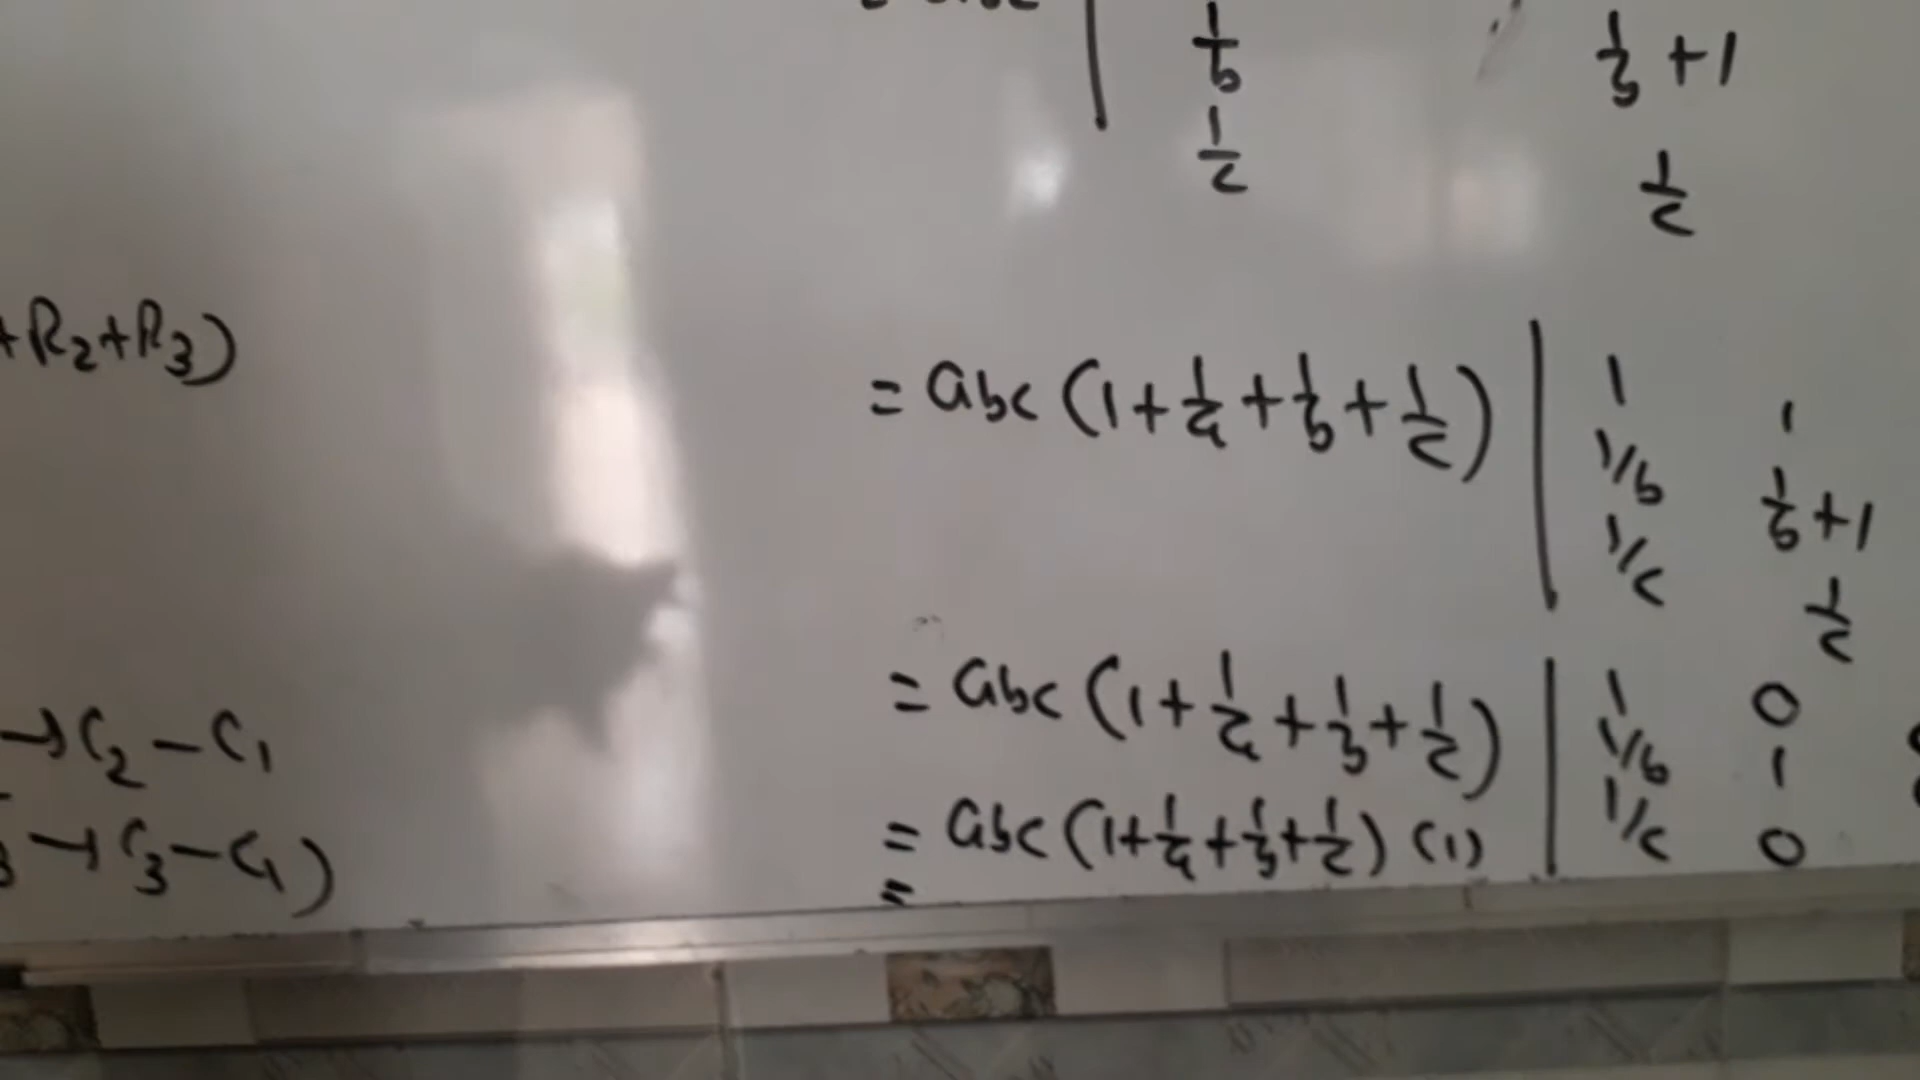 1/b 1/b +1
1/c 1/c
+R2+R3)
= abc (1+1/a+1/b+1/c) | 1 1
1/b 1/b+1
1/c 1/c
→C2-C1
= abc (1+1/a+1/b+1/c) | 1 0
1/b 1
1/c 0
3→C3-C1)
= abc (1+1/a+1/b+1/c) (1)
=